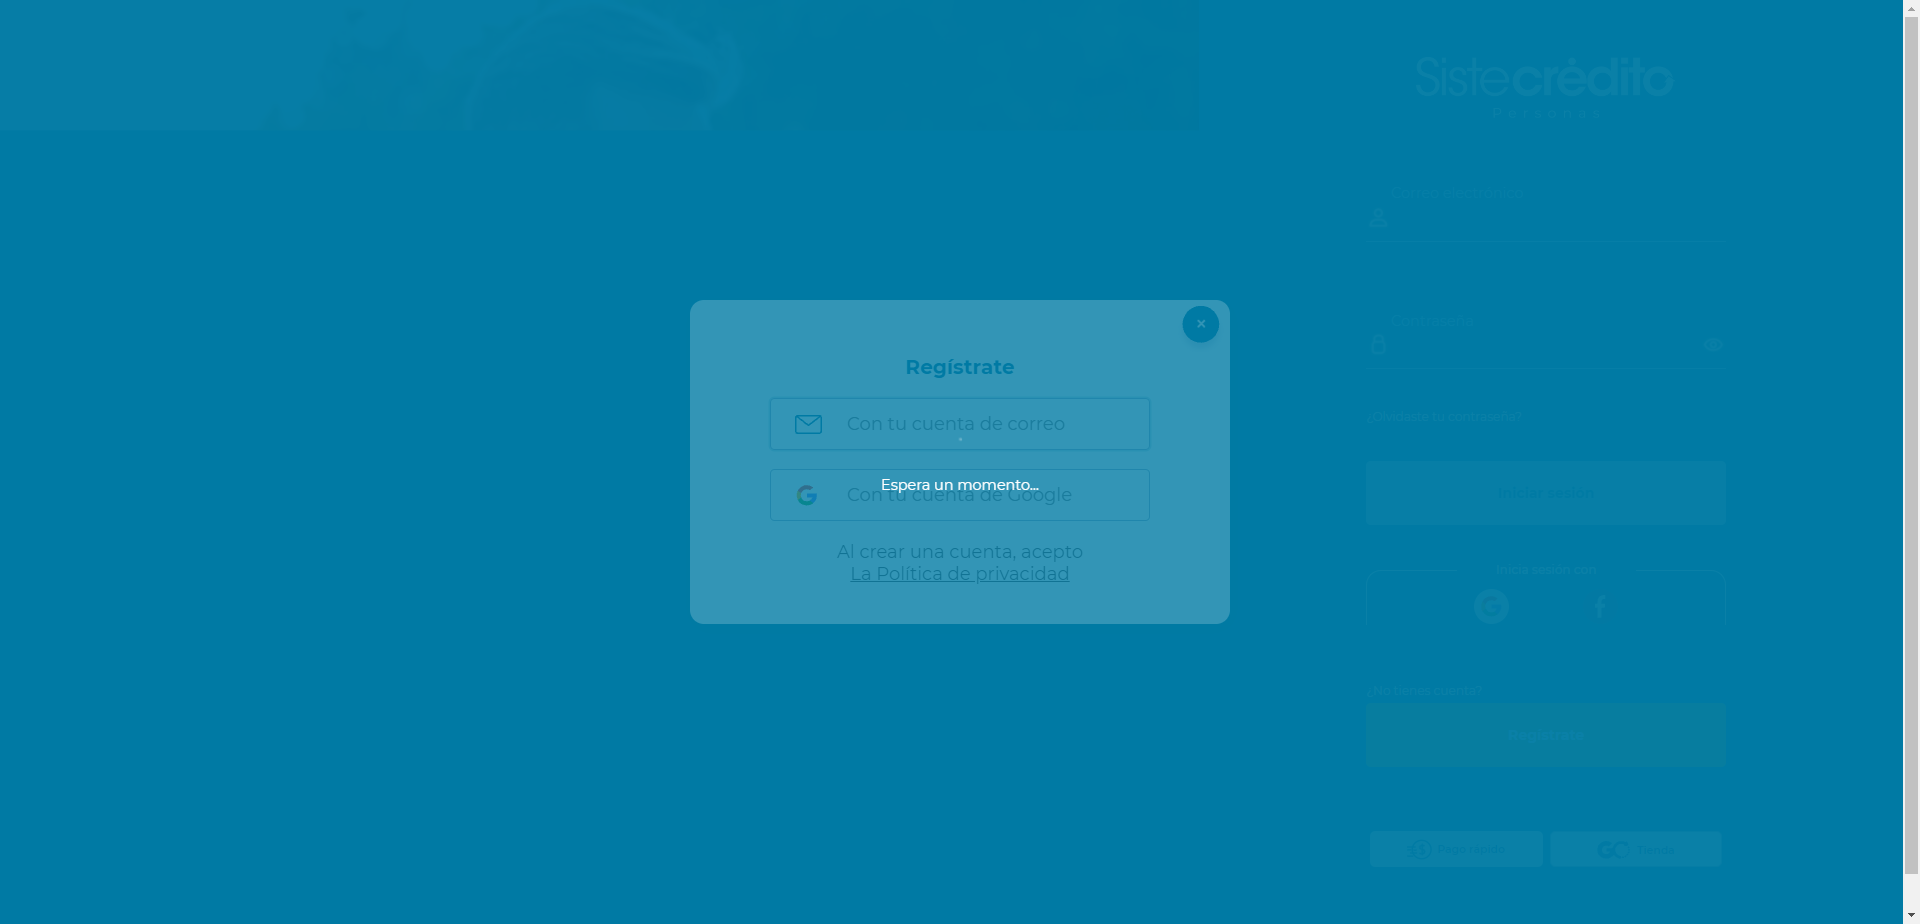 Sistecrédito
Personas
Correo electrónico
Contraseña
¿Olvidaste tu contraseña?
Iniciar sesión
Inicia sesión con
¿No tienes cuenta?
Regístrate
Pago rápido
Tienda
×
Regístrate
Con tu cuenta de correo
Espera un momento...
Con tu cuenta de Google
Al crear una cuenta, acepto
La Política de privacidad